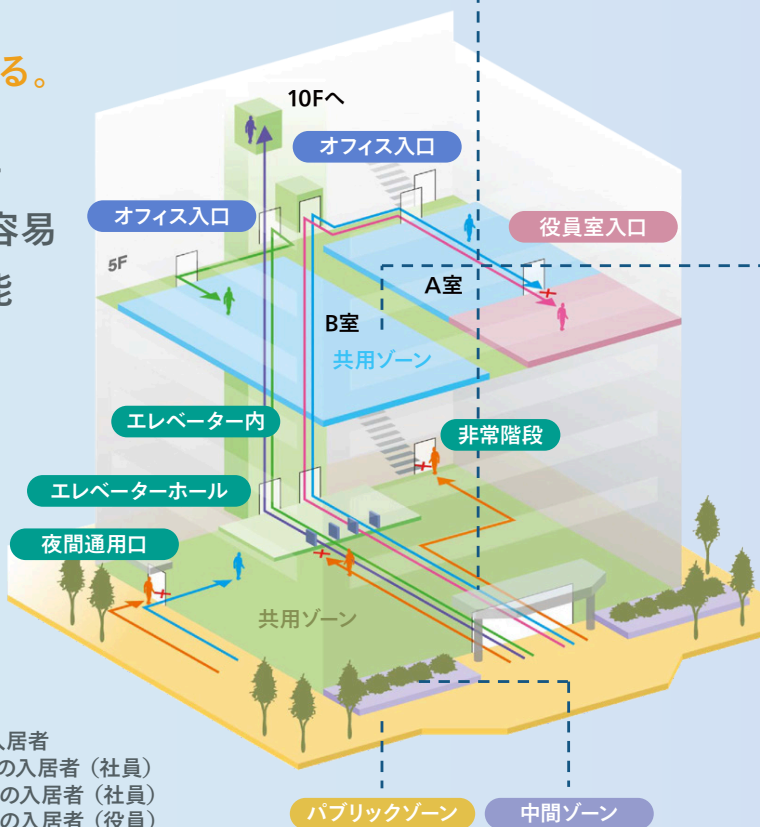 る。
容易
能
10Fへ
オフィス入口
オフィス入口
役員室入口
5F
A室
B室
共用ゾーン
エレベーター内
非常階段
エレベーターホール
夜間通用口
共用ゾーン
入居者
の入居者（社員）
の入居者（社員）
の入居者（役員）
パブリックゾーン
中間ゾーン